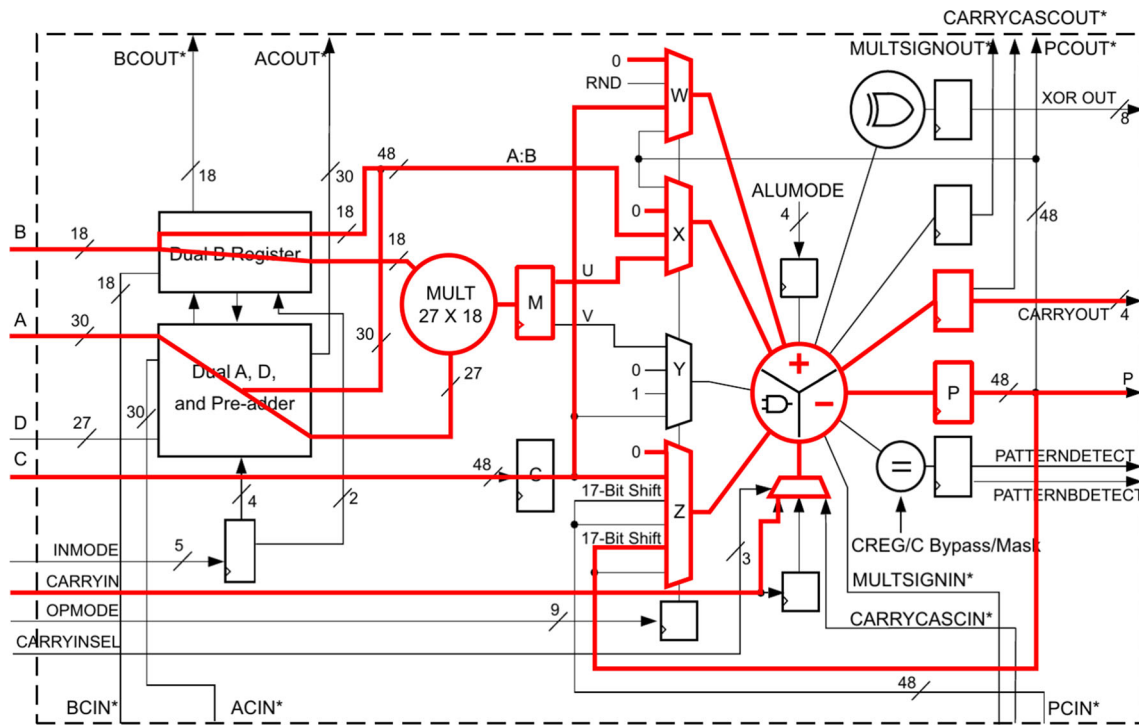 CARRYCASCOUT*
BCOUT*
ACOUT*
MULTSIGNOUT*
PCOUT*
0
RND
W
XOR OUT
8
48
A:B
18
30
18
X
0
ALUMODE
4
48
B
18
Dual B Register
18
18
MULT
27 X 18
M
U
V
CARRYOUT
4
A
30
30
Dual A, D,
and Pre-adder
27
Y
0
1
+
−
P
48
P
30
D
27
C
48
C
0
17-Bit Shift
Z
17-Bit Shift
=
PATTERNDETECT
PATTERNBDETECT
CREG/C Bypass/Mask
4
2
INMODE
5
3
CARRYIN
MULTSIGNIN*
OPMODE
9
CARRYCASCIN*
CARRYINSEL
48
BCIN*
ACIN*
PCIN*